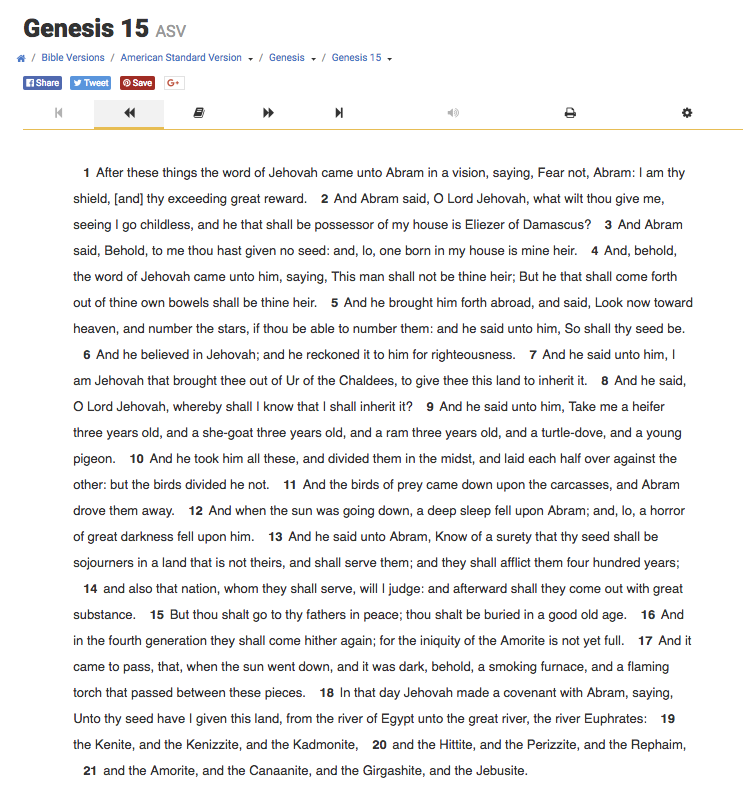 Genesis 15 ASV
/ Bible Versions / American Standard Version / Genesis / Genesis 15
Share Tweet Save G+
1 After these things the word of Jehovah came unto Abram in a vision, saying, Fear not, Abram: I am thy
shield, [and] thy exceeding great reward. 2 And Abram said, O Lord Jehovah, what wilt thou give me,
seeing I go childless, and he that shall be possessor of my house is Eliezer of Damascus? 3 And Abram
said, Behold, to me thou hast given no seed: and, lo, one born in my house is mine heir. 4 And, behold,
the word of Jehovah came unto him, saying, This man shall not be thine heir; But he that shall come forth
out of thine own bowels shall be thine heir. 5 And he brought him forth abroad, and said, Look now toward
heaven, and number the stars, if thou be able to number them: and he said unto him, So shall thy seed be.
6 And he believed in Jehovah; and he reckoned it to him for righteousness. 7 And he said unto him, I
am Jehovah that brought thee out of Ur of the Chaldees, to give thee this land to inherit it. 8 And he said,
O Lord Jehovah, whereby shall I know that I shall inherit it? 9 And he said unto him, Take me a heifer
three years old, and a she-goat three years old, and a ram three years old, and a turtle-dove, and a young
pigeon. 10 And he took him all these, and divided them in the midst, and laid each half over against the
other: but the birds divided he not. 11 And the birds of prey came down upon the carcasses, and Abram
drove them away. 12 And when the sun was going down, a deep sleep fell upon Abram; and, lo, a horror
of great darkness fell upon him. 13 And he said unto Abram, Know of a surety that thy seed shall be
sojourners in a land that is not theirs, and shall serve them; and they shall afflict them four hundred years;
14 and also that nation, whom they shall serve, will I judge: and afterward shall they come out with great
substance. 15 But thou shalt go to thy fathers in peace; thou shalt be buried in a good old age. 16 And
in the fourth generation they shall come hither again; for the iniquity of the Amorite is not yet full. 17 And it
came to pass, that, when the sun went down, and it was dark, behold, a smoking furnace, and a flaming
torch that passed between these pieces. 18 In that day Jehovah made a covenant with Abram, saying,
Unto thy seed have I given this land, from the river of Egypt unto the great river, the river Euphrates: 19
the Kenite, and the Kenizzite, and the Kadmonite, 20 and the Hittite, and the Perizzite, and the Rephaim,
21 and the Amorite, and the Canaanite, and the Girgashite, and the Jebusite.